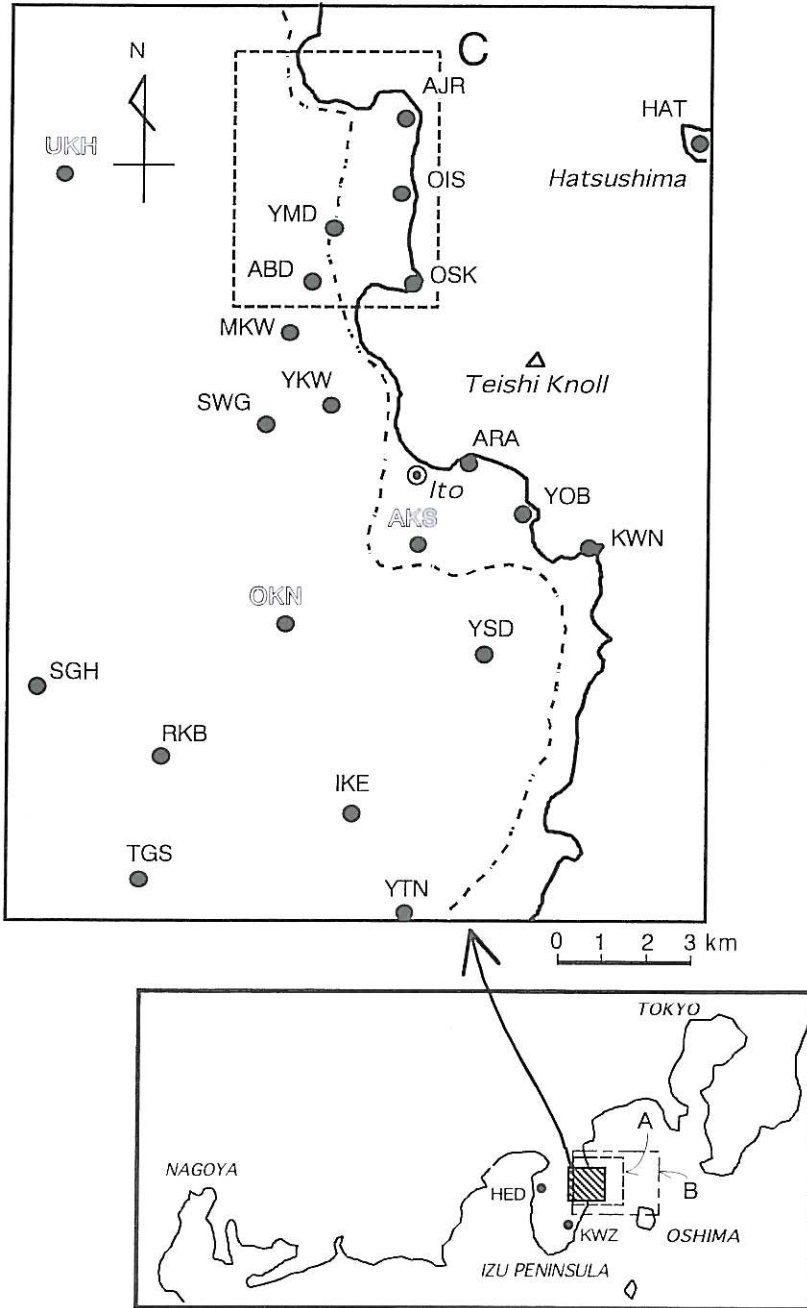 N
C
AJR
HAT
UKH
OIS
Hatsushima
YMD
ABD
OSK
MKW
Teishi Knoll
YKW
SWG
ARA
Ito
YOB
AKS
KWN
OKN
YSD
SGH
RKB
IKE
TGS
YTN
0 1 2 3 km
TOKYO
A
NAGOYA
HED
B
KWZ
OSHIMA
IZU PENINSULA